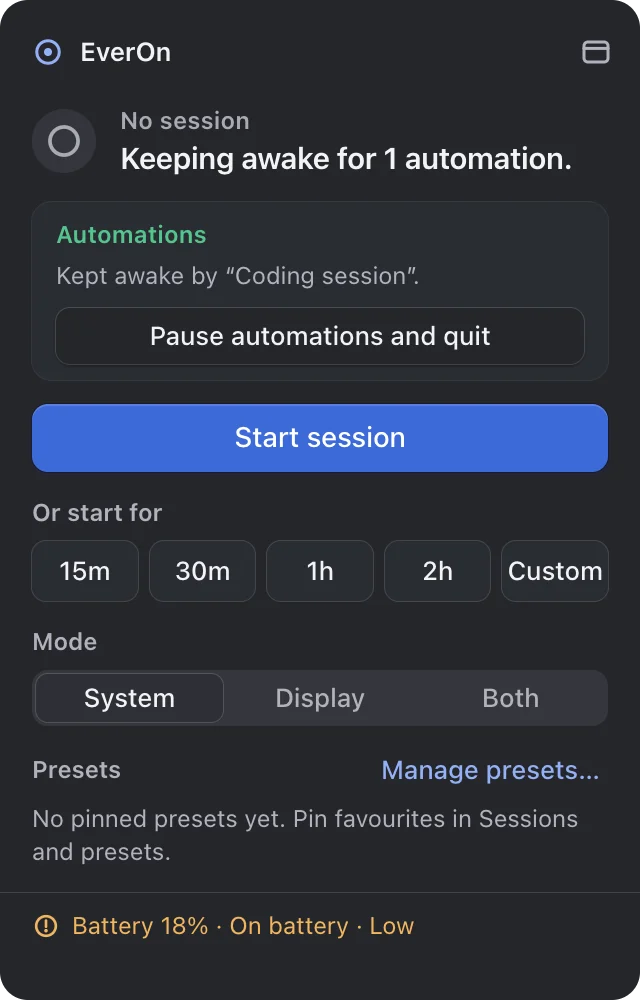 EverOn
No session
Keeping awake for 1 automation.
Automations
Kept awake by “Coding session”.
Pause automations and quit
Start session
Or start for
15m 30m 1h 2h Custom
Mode
System Display Both
Presets Manage presets...
No pinned presets yet. Pin favourites in Sessions
and presets.
Battery 18% · On battery · Low